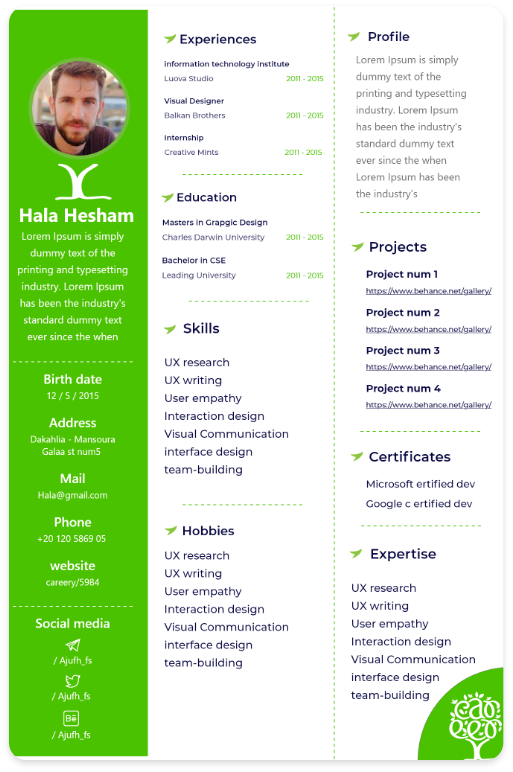 Hala Hesham
Lorem Ipsum is simply
dummy text of the
printing and typesetting
industry. Lorem Ipsum
has been the industry's
standard dummy text
ever since the when
Birth date
12 / 5 / 2015
Address
Dakahlia - Mansoura
Galaa st num5
Mail
Hala@gmail.com
Phone
+20 120 5869 05
website
careery/5984
Social media
/ Ajufh_fs
/ Ajufh_fs
/ Ajufh_fs
Experiences
information technology institute
Luova Studio 2011 - 2015
Visual Designer
Balkan Brothers 2011 - 2015
Internship
Creative Mints 2011 - 2015
Education
Masters in Grapgic Design
Charles Darwin University 2011 - 2015
Bachelor in CSE
Leading University 2011 - 2015
Skills
UX research
UX writing
User empathy
Interaction design
Visual Communication
interface design
team-building
Hobbies
UX research
UX writing
User empathy
Interaction design
Visual Communication
interface design
team-building
Profile
Lorem Ipsum is simply
dummy text of the
printing and typesetting
industry. Lorem Ipsum
has been the industry's
standard dummy text
ever since the when
Lorem Ipsum has been
the industry's
Projects
Project num 1
https://www.behance.net/gallery/
Project num 2
https://www.behance.net/gallery/
Project num 3
https://www.behance.net/gallery/
Project num 4
https://www.behance.net/gallery/
Certificates
Microsoft ertified dev
Google c ertified dev
Expertise
UX research
UX writing
User empathy
Interaction design
Visual Communication
interface design
team-building